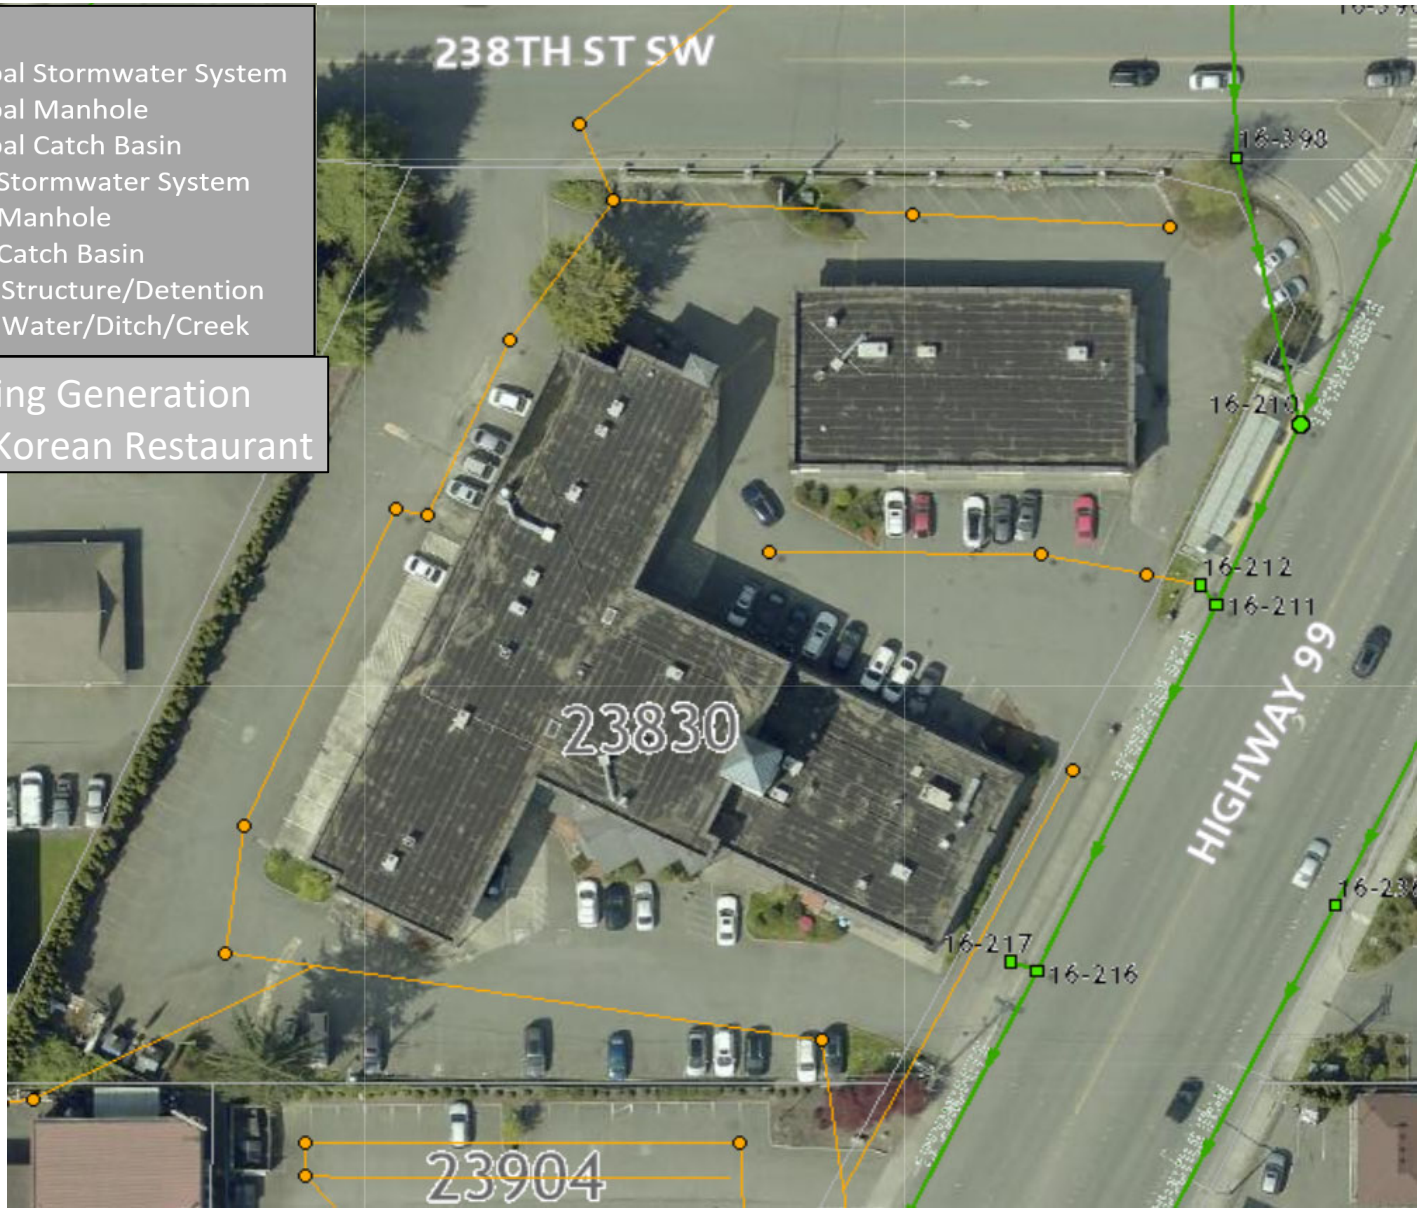 238TH ST SW
al Stormwater System
al Manhole
al Catch Basin
Stormwater System
Manhole
Catch Basin
Structure/Detention
Water/Ditch/Creek
ing Generation
Korean Restaurant
16-398
16-210
16-212
16-211
HIGHWAY 99
23830
16-217
16-216
23904